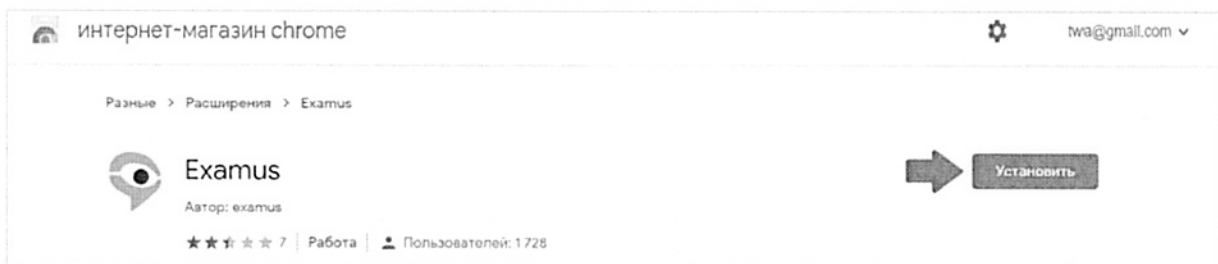 интернет-магазин chrome
twa@gmail.com
Разные > Расширения > Examus
Examus
Установить
Автор: examus
7 Работа Пользователей: 1 728